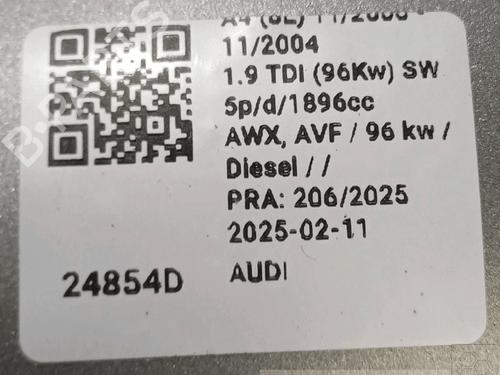 11/2004
1.9 TDI (96Kw) SW
5p/d/1896cc
AWX, AVF / 96 kw /
Diesel / /
PRA: 206/2025
2025-02-11
24854D
AUDI